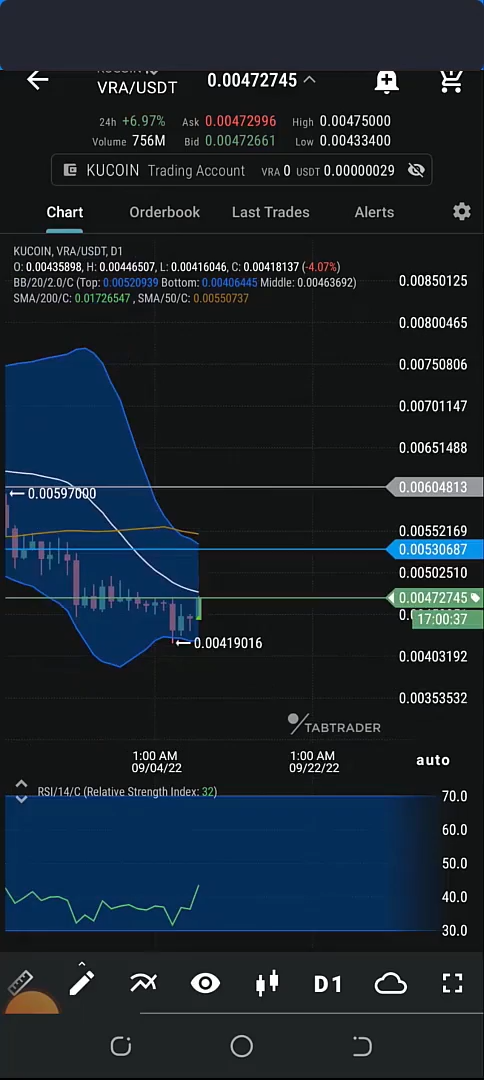 VRA/USDT 0.00472745
24h +6.97% Ask 0.00472996 High 0.00475000
Volume 756M Bid 0.00472661 Low 0.00433400
KUCOIN Trading Account VRA 0 USDT 0.00000029
Chart Orderbook Last Trades Alerts
KUCOIN, VRA/USDT, D1
O: 0.00435898, H: 0.00446507, L: 0.00416046, C: 0.00418137 (-4.07%)
BB/20/2.0/C (Top: 0.00520939 Bottom: 0.00406445 Middle: 0.00463692)
SMA/200/C: 0.01726547 , SMA/50/C: 0.00550737
0.00850125
0.00800465
0.00750806
0.00701147
0.00651488
0.00604813
0.00597000
0.00552169
0.00530687
0.00502510
0.00472745
17:00:37
0.00419016
0.00403192
0.00353532
TABTRADER
1:00 AM 1:00 AM
09/04/22 09/22/22
auto
RSI/14/C (Relative Strength Index: 32)
70.0
60.0
50.0
40.0
30.0
D1